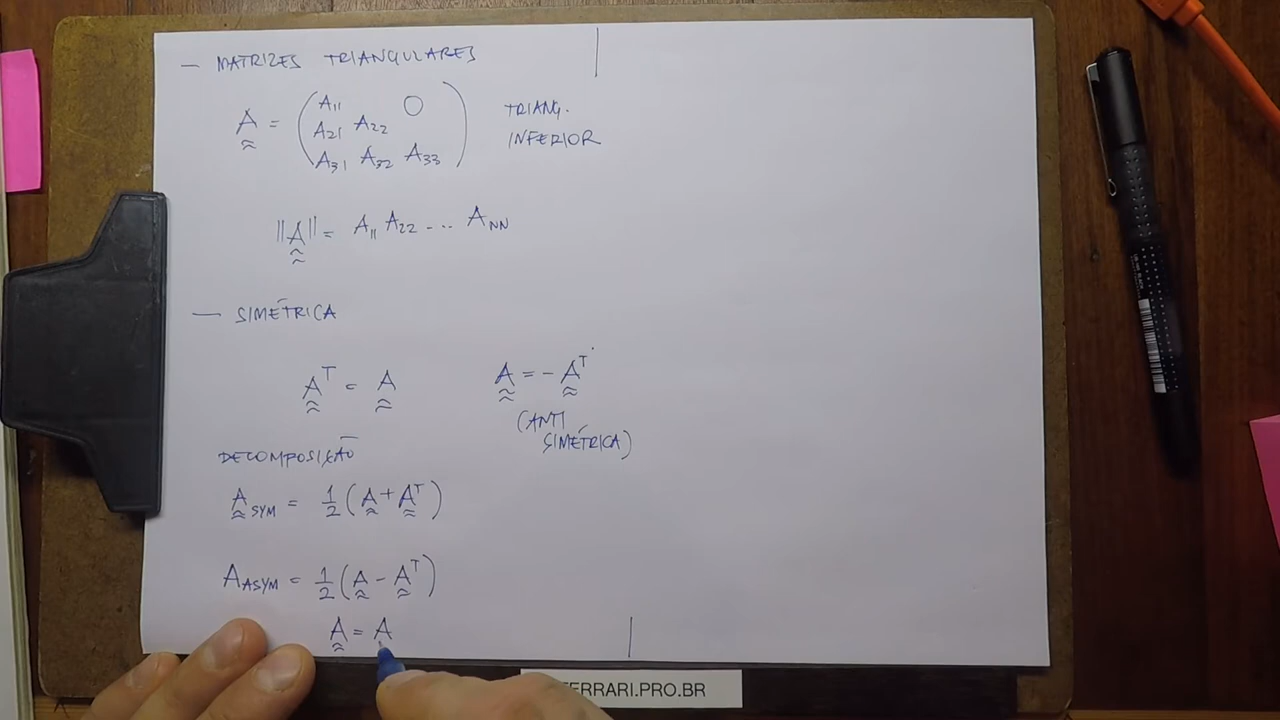 — MATRIZES TRIANGULARES
A = ( A11 0
A21 A22
A31 A32 A33 )
TRIANG.
INFERIOR
||A|| = A11 A22 ... ANN
— SIMÉTRICA
A^T = A
A = - A^T
(ANTI
SIMÉTRICA)
DECOMPOSIÇÃO
A SYM = 1/2 (A + A^T)
A ASYM = 1/2 (A - A^T)
A = A
FERRARI.PRO.BR